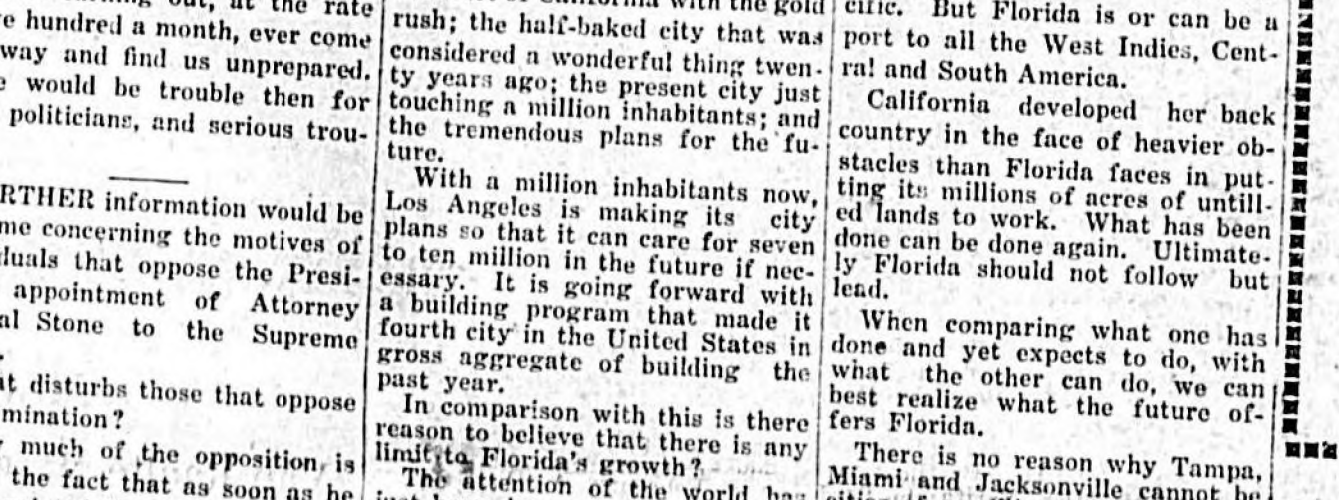 out, at the rate
hundred a month, ever come
way and find us unprepared.
would be trouble then for
politicians, and serious trou-
RTHER information would be
me concerning the motives of
duals that oppose the Presi-
appointment of Attorney
al Stone to the Supreme
t disturbs those that oppose
mination?
much of the opposition is
the fact that as soon as he
California with the gold
rush; the half-baked city that was
considered a wonderful thing twen-
ty years ago; the present city just
touching a million inhabitants; and
the tremendous plans for the fu-
ture.
With a million inhabitants now,
Los Angeles is making its city
plans so that it can care for seven
to ten million in the future if nec-
essary. It is going forward with
a building program that made it
fourth city in the United States in
gross aggregate of building the
past year.
In comparison with this is there
reason to believe that there is any
limit to Florida's growth?
The attention of the world has
cific. But Florida is or can be a
port to all the West Indies, Cent-
ral and South America.
California developed her back
country in the face of heavier ob-
stacles than Florida faces in put-
ting its millions of acres of untill-
ed lands to work. What has been
done can be done again. Ultimate-
ly Florida should not follow but
lead.
When comparing what one has
done and yet expects to do, with
what the other can do, we can
best realize what the future of-
fers Florida.
There is no reason why Tampa,
Miami and Jacksonville cannot be